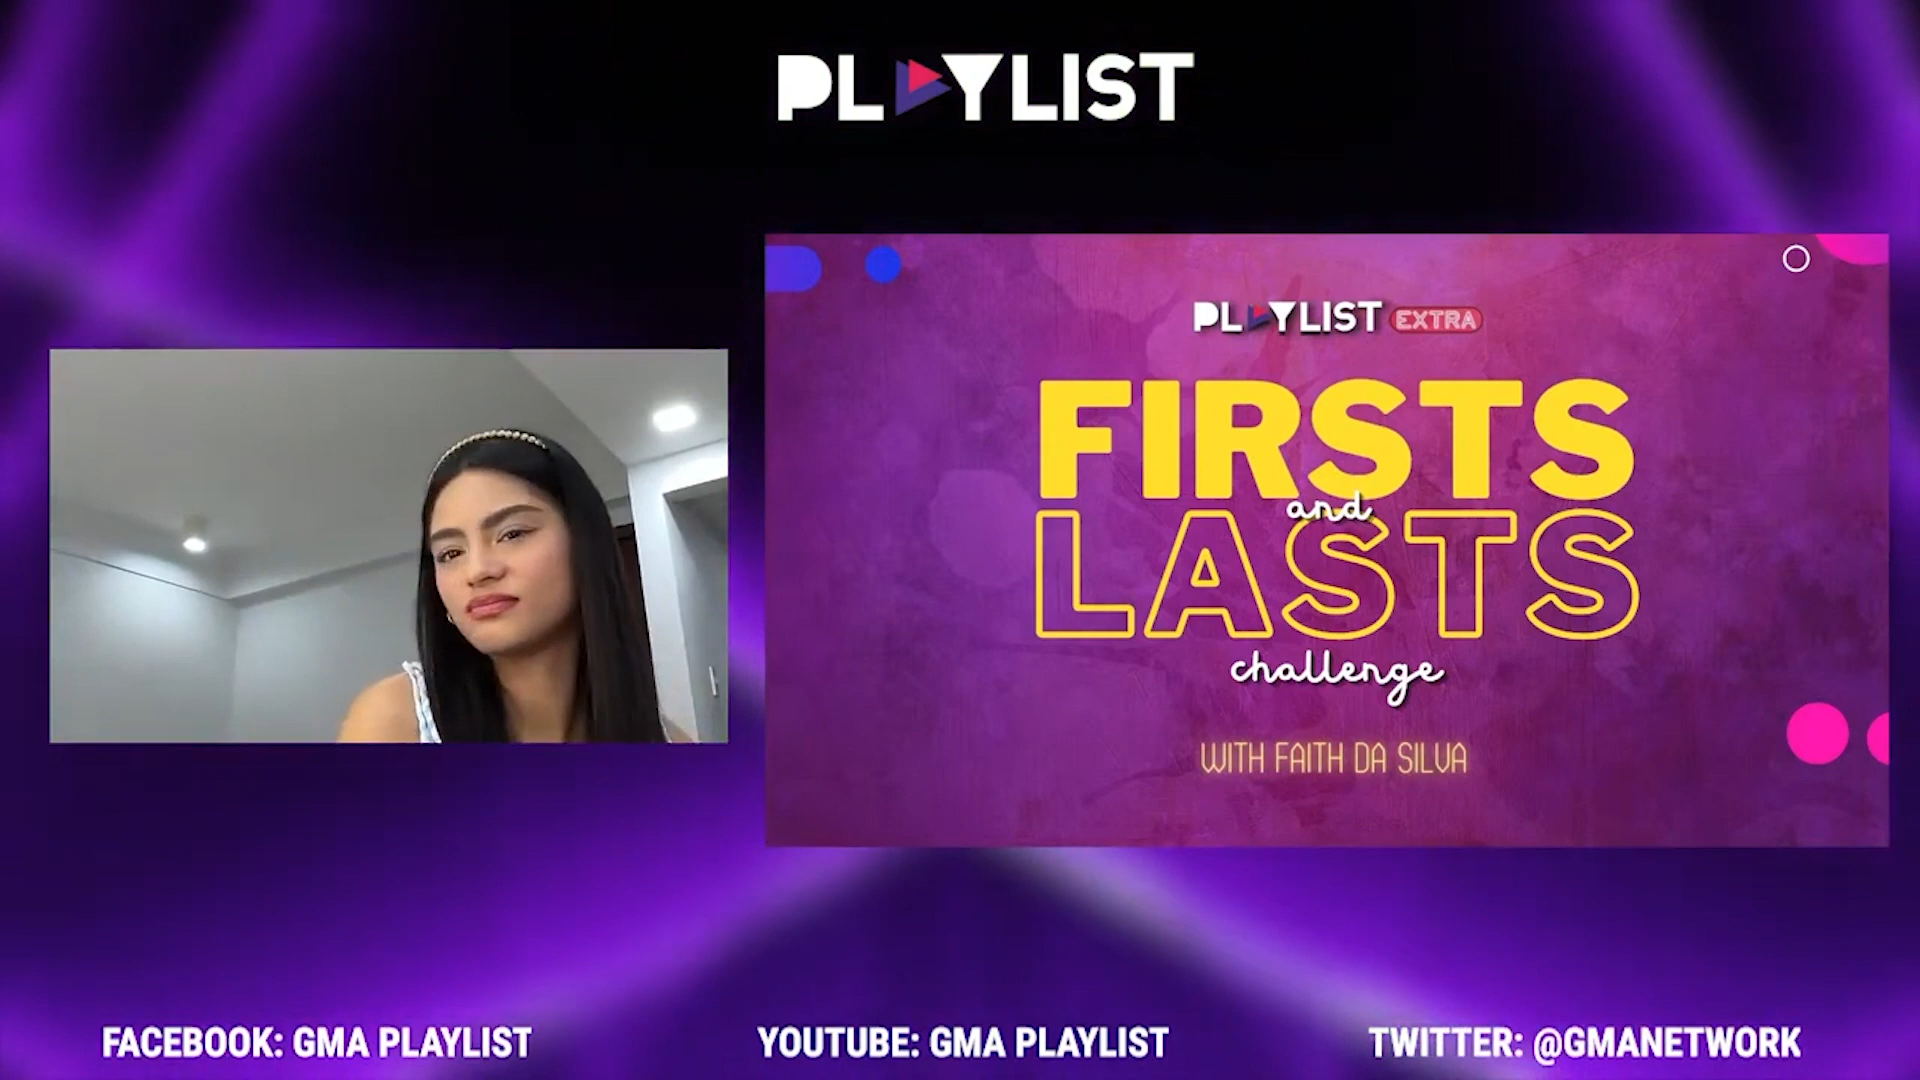 PLAYLIST
PLAYLIST EXTRA
FIRSTS
and
LASTS
challenge
WITH FAITH DA SILVA
FACEBOOK: GMA PLAYLIST
YOUTUBE: GMA PLAYLIST
TWITTER: @GMANETWORK